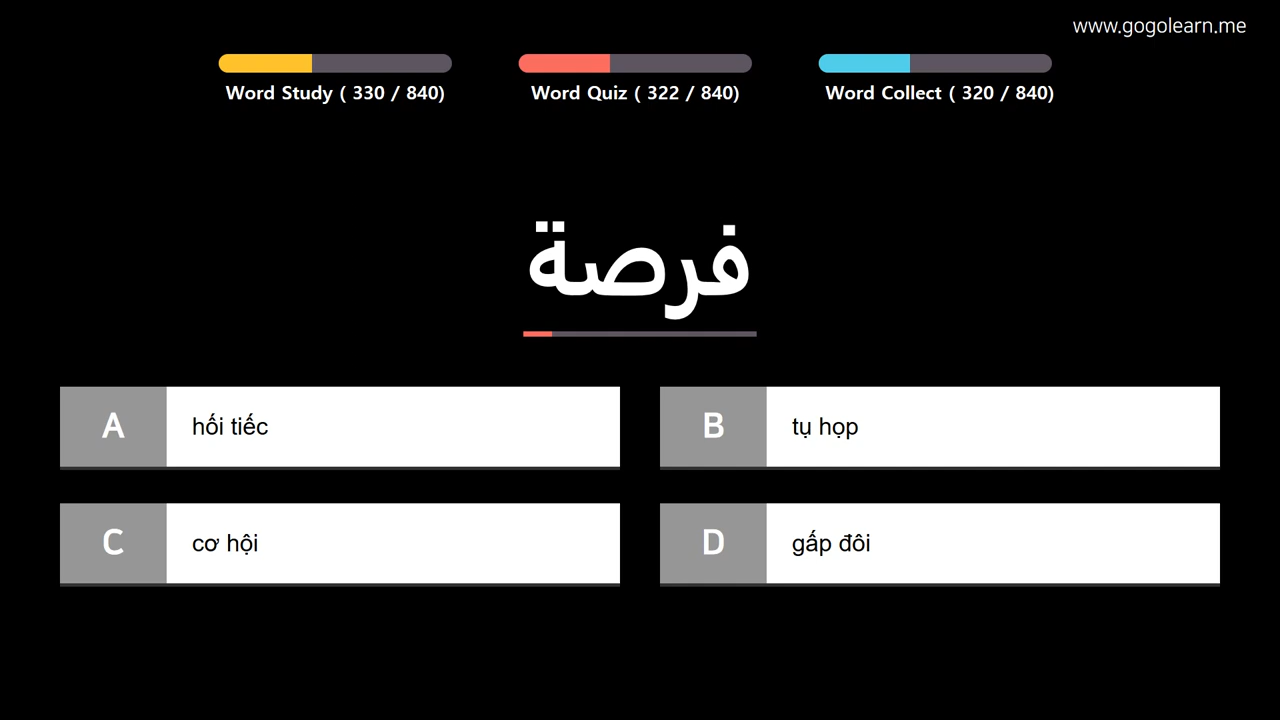 www.gogolearn.me
Word Study ( 330 / 840)
Word Quiz ( 322 / 840)
Word Collect ( 320 / 840)
فرصة
A
hối tiếc
B
tụ họp
C
cơ hội
D
gấp đôi